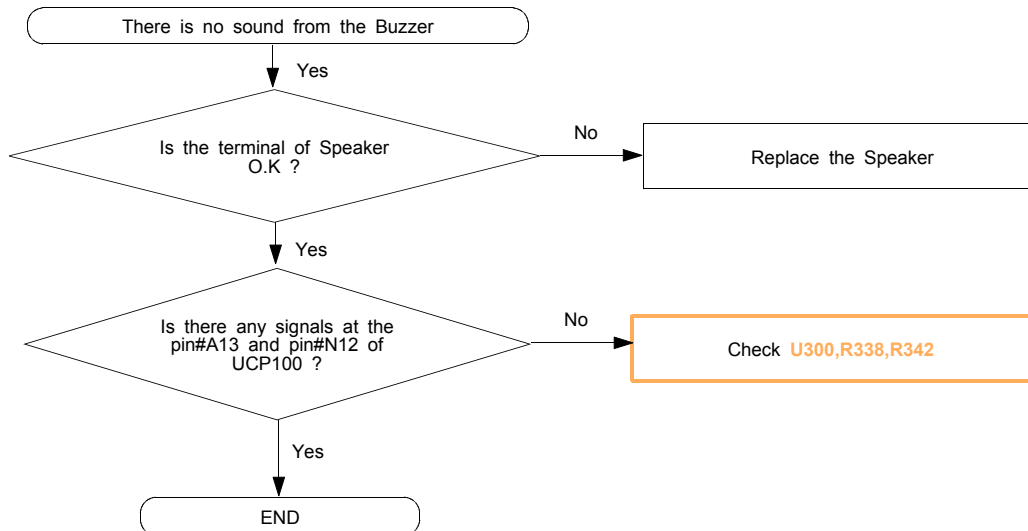 There is no sound from the Buzzer
Yes
Is the terminal of Speaker
O.K ?
No
Replace the Speaker
Yes
Is there any signals at the
pin#A13 and pin#N12 of
UCP100 ?
No
Check U300,R338,R342
Yes
END